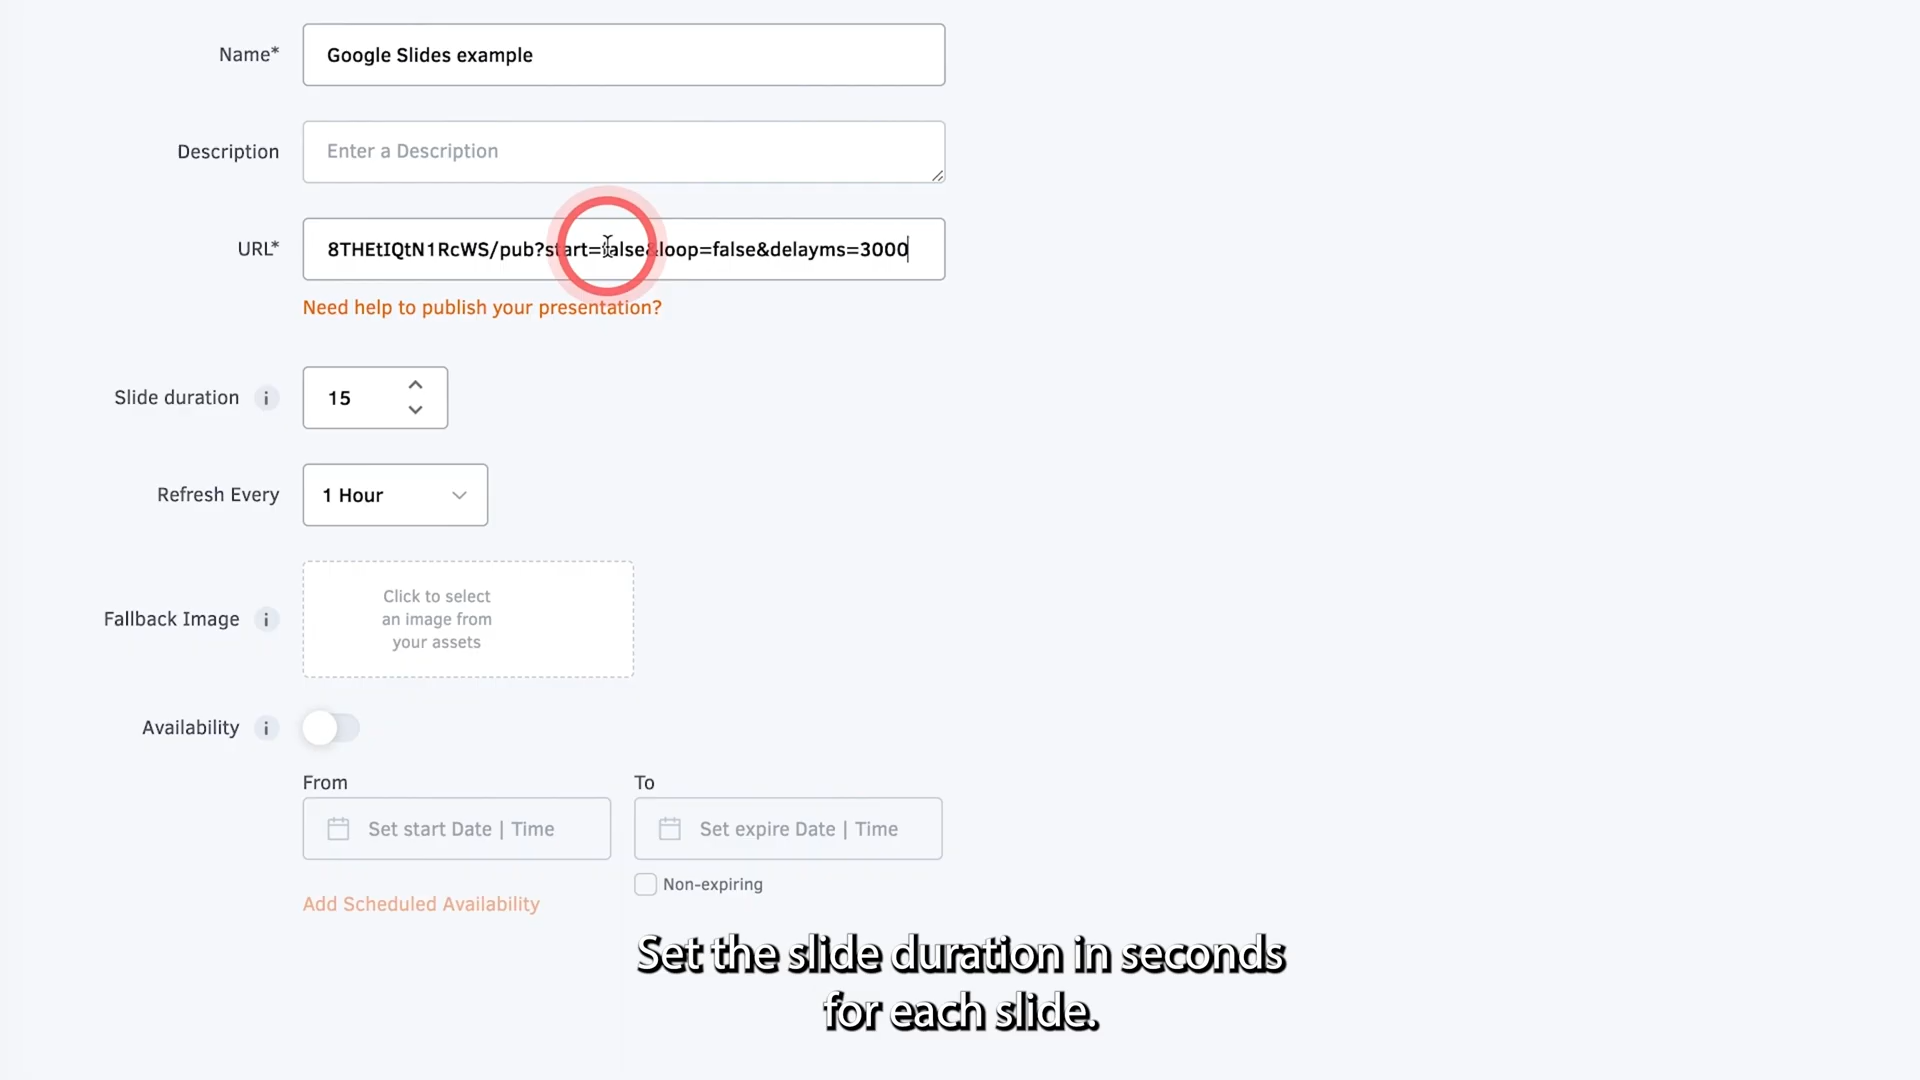 Name*
Google Slides example
Description
Enter a Description
URL*
8THEtIQtN1RcWS/pub?start=false&loop=false&delayms=3000
Need help to publish your presentation?
Slide duration i
15
Refresh Every
1 Hour
Fallback Image i
Click to select
an image from
your assets
Availability i
From
To
Set start Date | Time
Set expire Date | Time
Non-expiring
Add Scheduled Availability
Set the slide duration in seconds
for each slide.